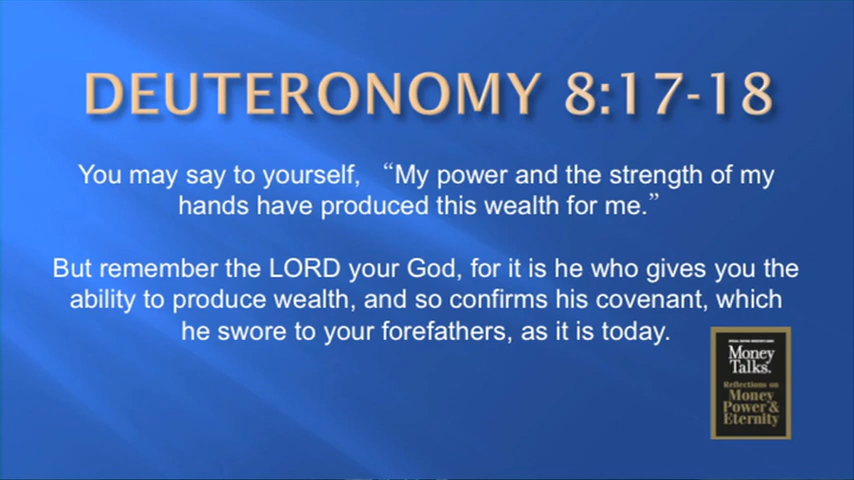 DEUTERONOMY 8:17-18
You may say to yourself, “My power and the strength of my
hands have produced this wealth for me.”
But remember the LORD your God, for it is he who gives you the
ability to produce wealth, and so confirms his covenant, which
he swore to your forefathers, as it is today.
Money
Talks.
Reflections on
Money
Power &
Eternity